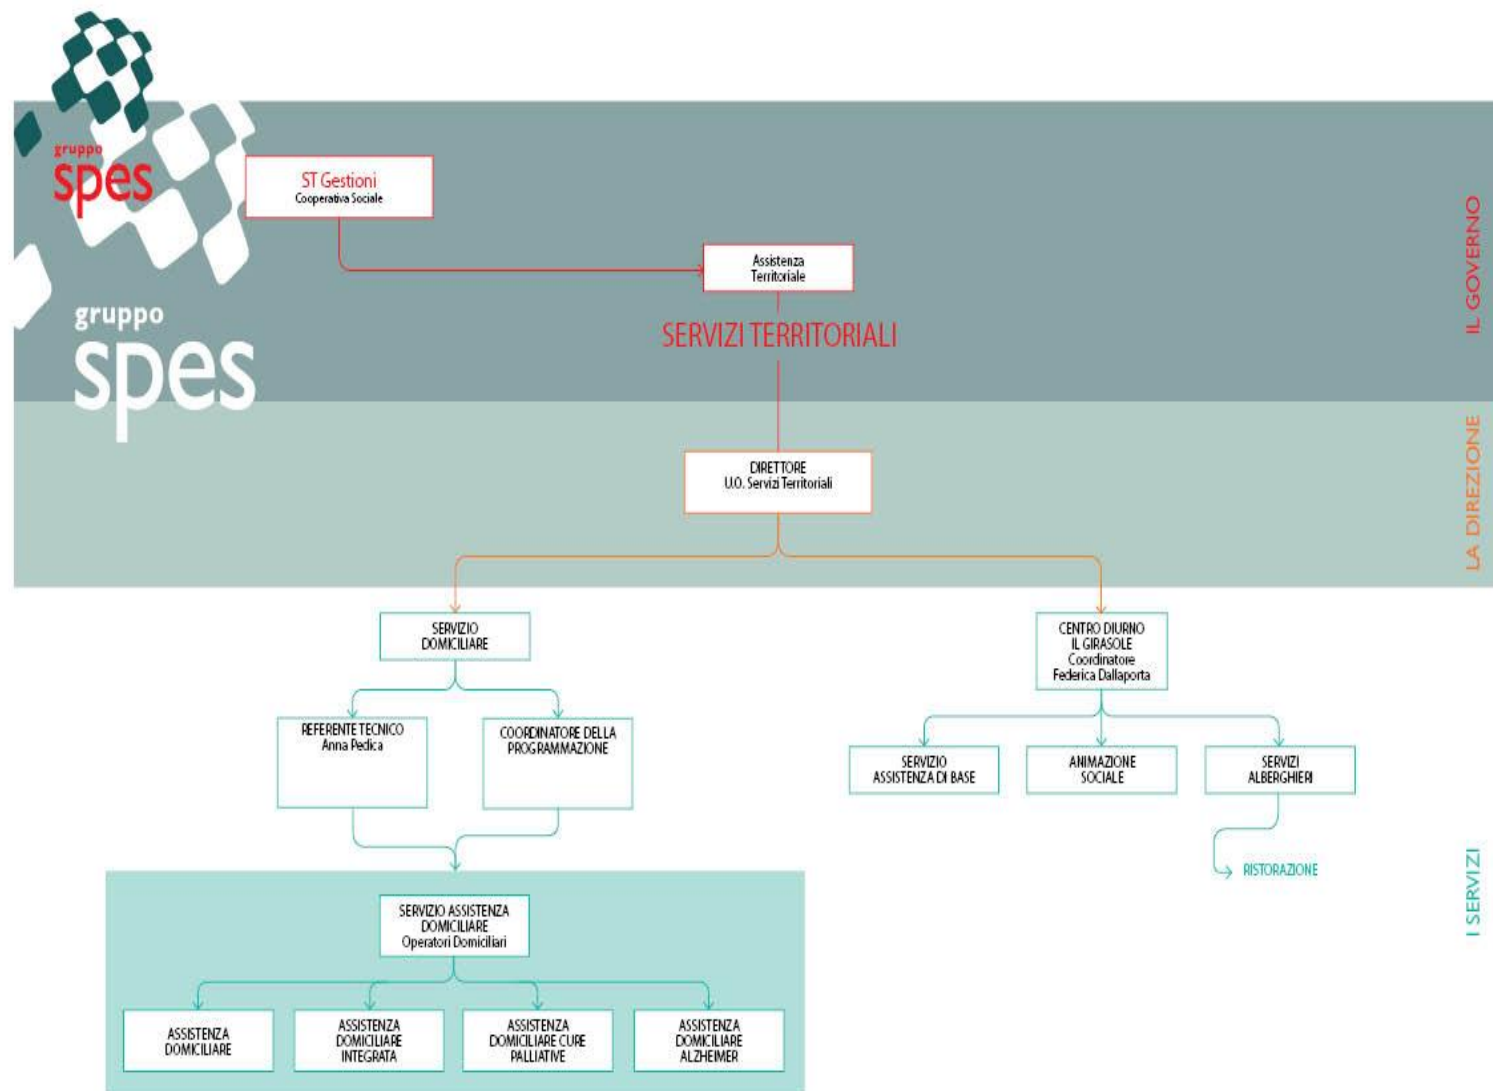 gruppo
spes
gruppo
spes
ST Gestioni
Cooperativa Sociale
Assistenza
Territoriale
SERVIZI TERRITORIALI
IL GOVERNO
DIRETTORE
U.O. Servizi Territoriali
LA DIREZIONE
SERVIZIO
DOMICILIARE
CENTRO DIURNO
IL GIRASOLE
Coordinatore
Federica Dallaporta
REFERENTE TECNICO
Anna Pedica
COORDINATORE DELLA
PROGRAMMAZIONE
SERVIZIO
ASSISTENZA DI BASE
ANIMAZIONE
SOCIALE
SERVIZI
ALBERGHIERI
RISTORAZIONE
I SERVIZI
SERVIZIO ASSISTENZA
DOMICILIARE
Operatori Domiciliari
ASSISTENZA
DOMICILIARE
ASSISTENZA
DOMICILIARE
INTEGRATA
ASSISTENZA
DOMICILIARE CURE
PALLIATIVE
ASSISTENZA
DOMICILIARE
ALZHEIMER